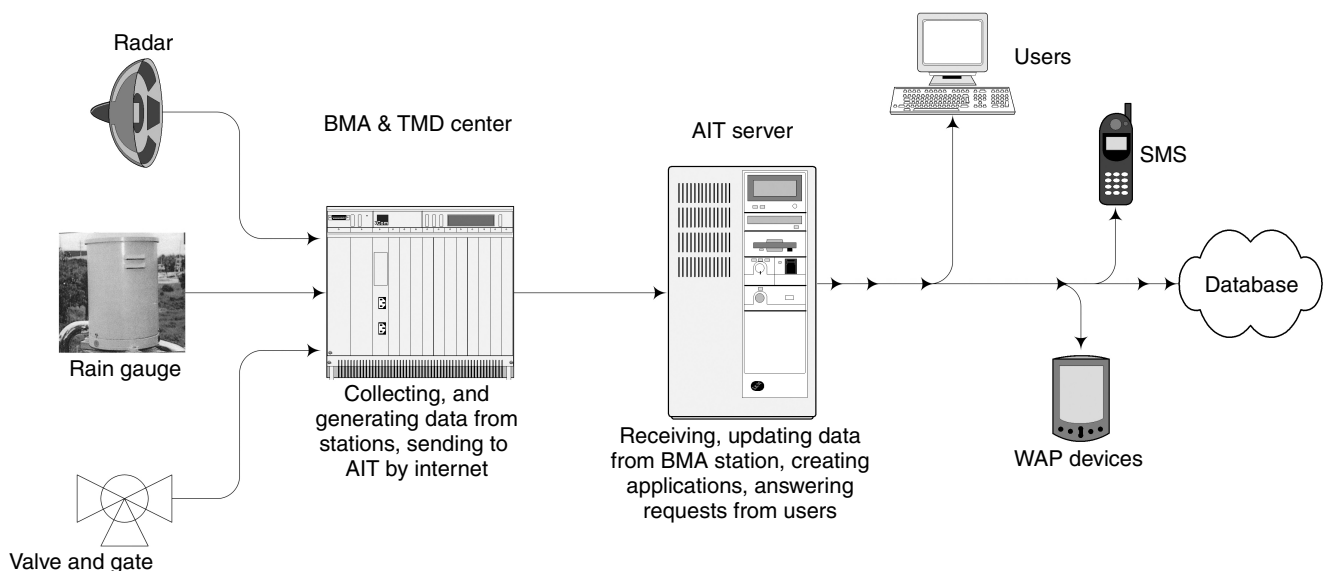 Radar
BMA & TMD center
AIT server
Users
SMS
Database
Rain gauge
Collecting, and
generating data from
stations, sending to
AIT by internet
Receiving, updating data
from BMA station, creating
applications, answering
requests from users
WAP devices
Valve and gate